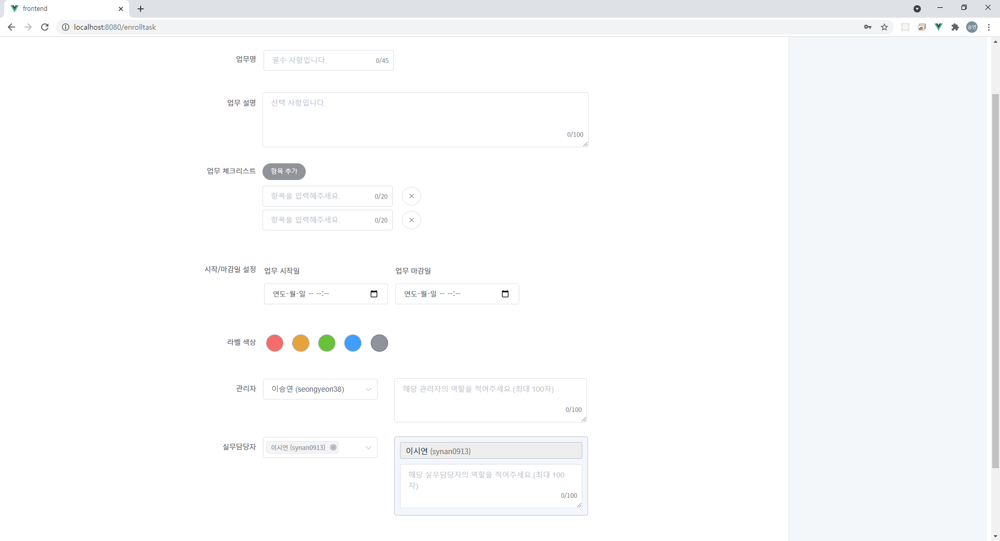 frontend
localhost:8080/enrolltask
승연
업무명
필수 사항입니다.
0/45
업무 설명
선택 사항입니다.
0/100
업무 체크리스트
항목 추가
항목을 입력해주세요.
0/20
항목을 입력해주세요.
0/20
시작/마감일 설정
업무 시작일
업무 마감일
연도-월-일 -- --:--
연도-월-일 -- --:--
라벨 색상
관리자
이승연 (seongyeon38)
해당 관리자의 역할을 적어주세요.(최대 100자)
0/100
실무담당자
이시연 (synan0913)
이시연 (synan0913)
해당 실무담당자의 역할을 적어주세요.(최대 100
자)
0/100